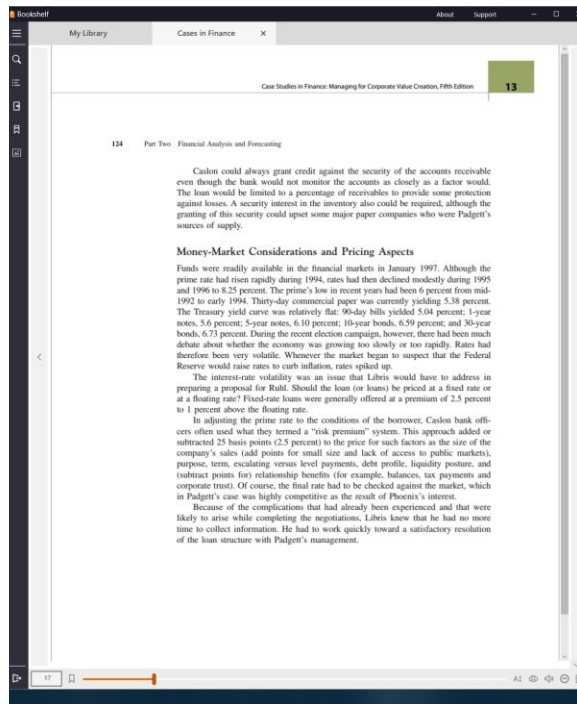 Bookshelf
About Support
My Library Cases in Finance
Case Studies in Finance: Managing for Corporate Value Creation, Fifth Edition 13
124 Part Two Financial Analysis and Forecasting
Caslon could always grant credit against the security of the accounts receivable
even though the bank would not monitor the accounts as closely as a factor would.
The loan would be limited to a percentage of receivables to provide some protection
against losses. A security interest in the inventory also could be required, although the
granting of this security could upset some major paper companies who were Padgett's
sources of supply.
Money-Market Considerations and Pricing Aspects
Funds were readily available in the financial markets in January 1997. Although the
prime rate had risen rapidly during 1994, rates had then declined modestly during 1995
and 1996 to 8.25 percent. The prime's low in recent years had been 6 percent from mid-
1992 to early 1994. Thirty-day commercial paper was currently yielding 5.38 percent.
The Treasury yield curve was relatively flat: 90-day bills yielded 5.04 percent; 1-year
notes, 5.6 percent; 5-year notes, 6.10 percent; 10-year bonds, 6.59 percent; and 30-year
bonds, 6.73 percent. During the recent election campaign, however, there had been much
debate about whether the economy was growing too slowly or too rapidly. Rates had
therefore been very volatile. Whenever the market began to suspect that the Federal
Reserve would raise rates to curb inflation, rates spiked up.
The interest-rate volatility was an issue that Libris would have to address in
preparing a proposal for Ruhl. Should the loan (or loans) be priced at a fixed rate or
at a floating rate? Fixed-rate loans were generally offered at a premium of 2.5 percent
to 1 percent above the floating rate.
In adjusting the prime rate to the conditions of the borrower, Caslon bank offi-
cers often used what they termed a "risk premium" system. This approach added or
subtracted 25 basis points (2.5 percent) to the price for such factors as the size of the
company's sales (add points for small size and lack of access to public markets),
purpose, term, escalating versus level payments, debt profile, liquidity posture, and
(subtract points for) relationship benefits (for example, balances, tax payments and
corporate trust). Of course, the final rate had to be checked against the market, which
in Padgett's case was highly competitive as the result of Phoenix's interest.
Because of the complications that had already been experienced and that were
likely to arise while completing the negotiations, Libris knew that he had no more
time to collect information. He had to work quickly toward a satisfactory resolution
of the loan structure with Padgett's management.
17